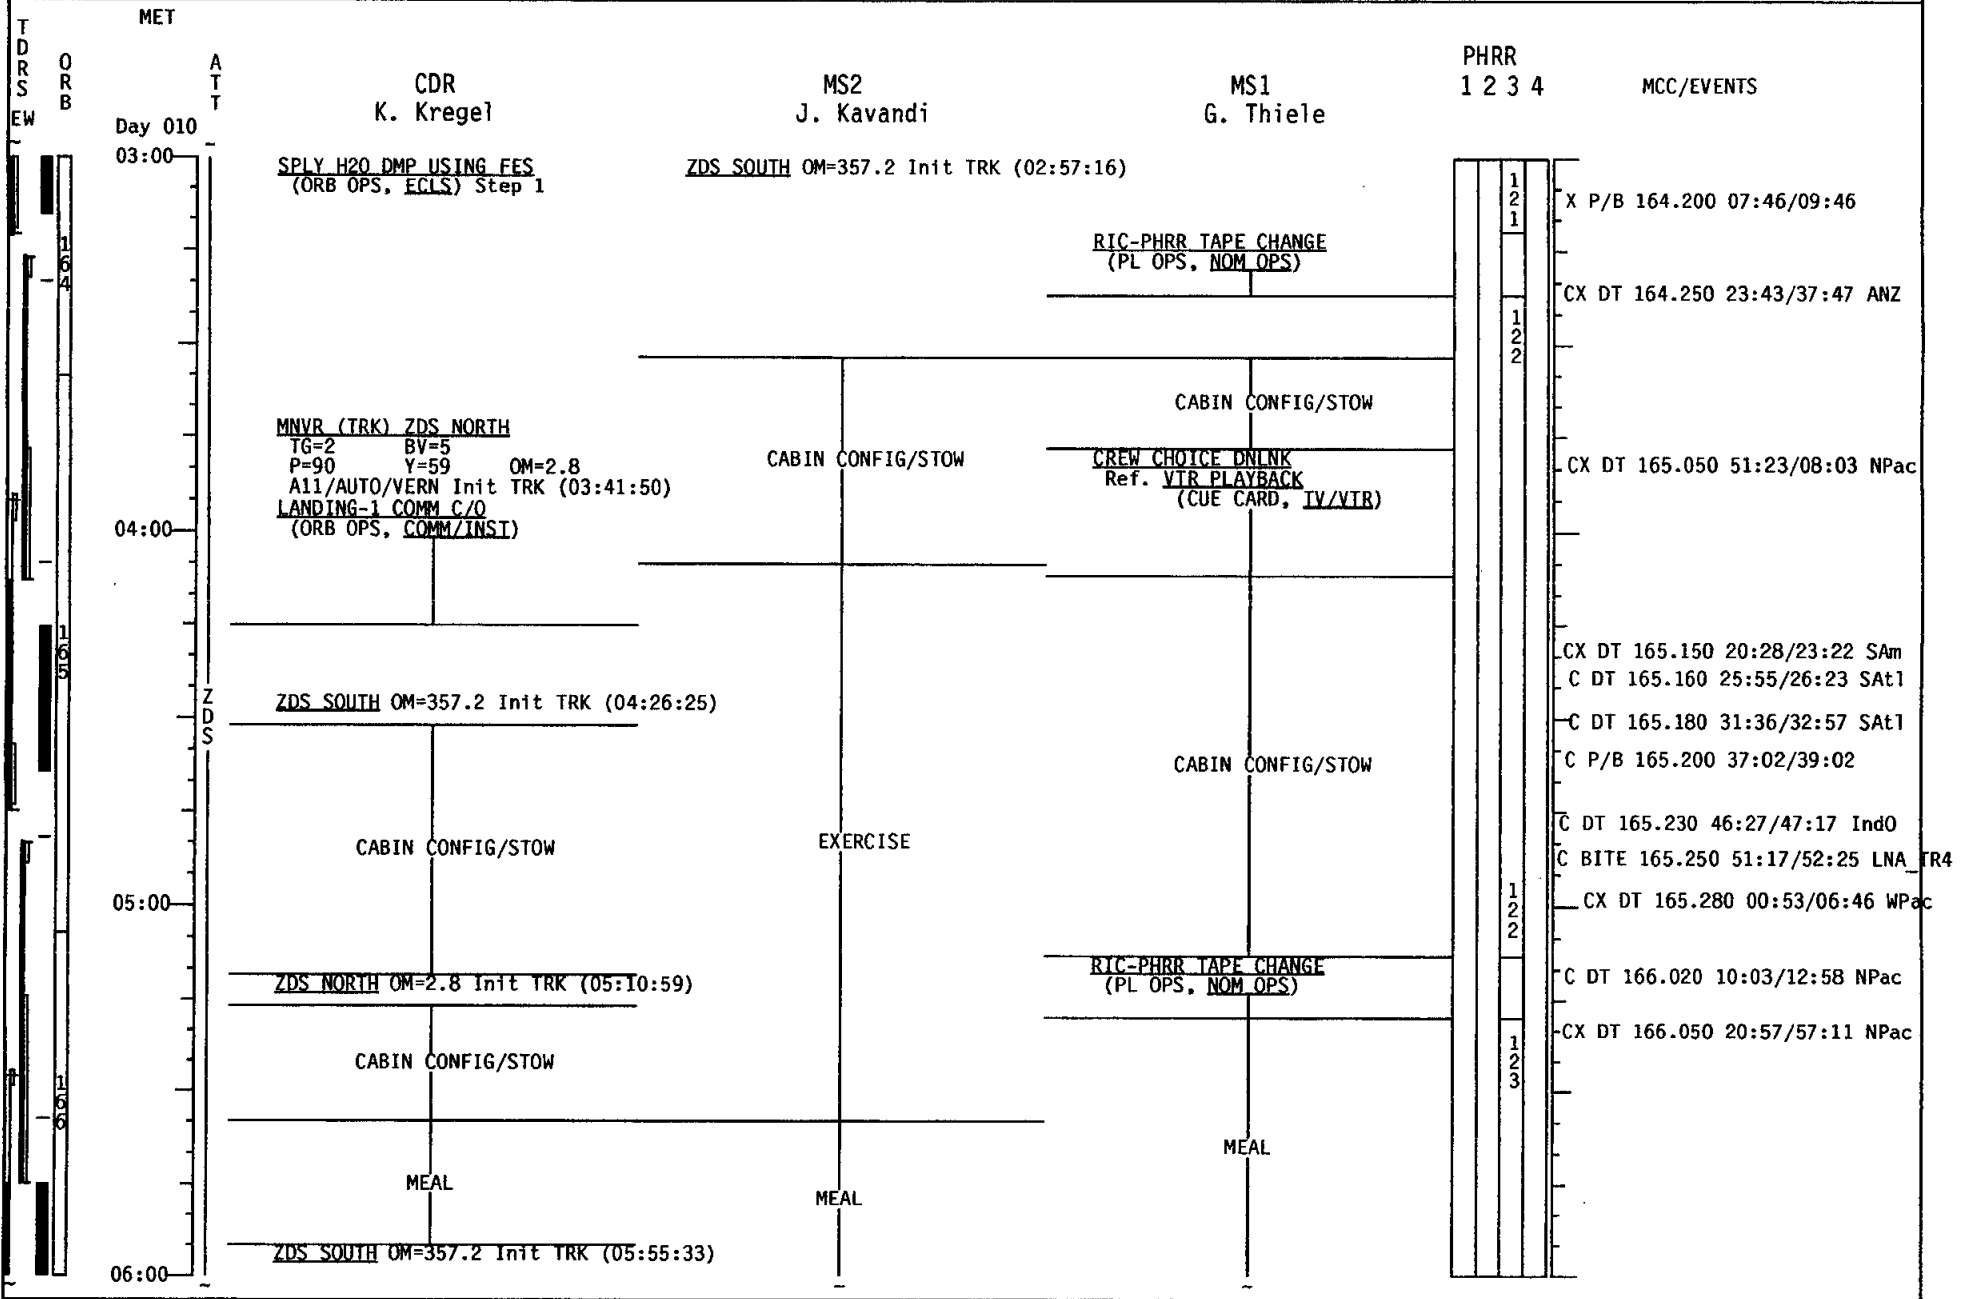 MET
TDRS
EW
ORB
ATT
CDR
K. Kregel
MS2
J. Kavandi
MS1
G. Thiele
PHRR
1 2 3 4
MCC/EVENTS
Day 010
03:00
04:00
05:00
06:00
164
165
166
ZDS
SPLY H2O DMP USING FES
(ORB OPS, ECLS) Step 1
MNVR (TRK) ZDS NORTH
TG=2 BV=5
P=90 Y=59 OM=2.8
A11/AUTO/VERN Init TRK (03:41:50)
LANDING-1 COMM C/O
(ORB OPS, COMM/INST)
ZDS SOUTH OM=357.2 Init TRK (04:26:25)
CABIN CONFIG/STOW
ZDS NORTH OM=2.8 Init TRK (05:10:59)
CABIN CONFIG/STOW
MEAL
ZDS SOUTH OM=357.2 Init TRK (05:55:33)
ZDS SOUTH OM=357.2 Init TRK (02:57:16)
CABIN CONFIG/STOW
EXERCISE
MEAL
RIC-PHRR TAPE CHANGE
(PL OPS, NOM OPS)
CABIN CONFIG/STOW
CREW CHOICE DNLNK
Ref. VTR PLAYBACK
(CUE CARD, TV/VTR)
CABIN CONFIG/STOW
RIC-PHRR TAPE CHANGE
(PL OPS, NOM OPS)
MEAL
121
122
122
123
X P/B 164.200 07:46/09:46
CX DT 164.250 23:43/37:47 ANZ
CX DT 165.050 51:23/08:03 NPac
CX DT 165.150 20:28/23:22 SAm
C DT 165.160 25:55/26:23 SAtl
C DT 165.180 31:36/32:57 SAtl
C P/B 165.200 37:02/39:02
C DT 165.230 46:27/47:17 IndO
C BITE 165.250 51:17/52:25 LNA_TR4
CX DT 165.280 00:53/06:46 WPac
C DT 166.020 10:03/12:58 NPac
CX DT 166.050 20:57/57:11 NPac